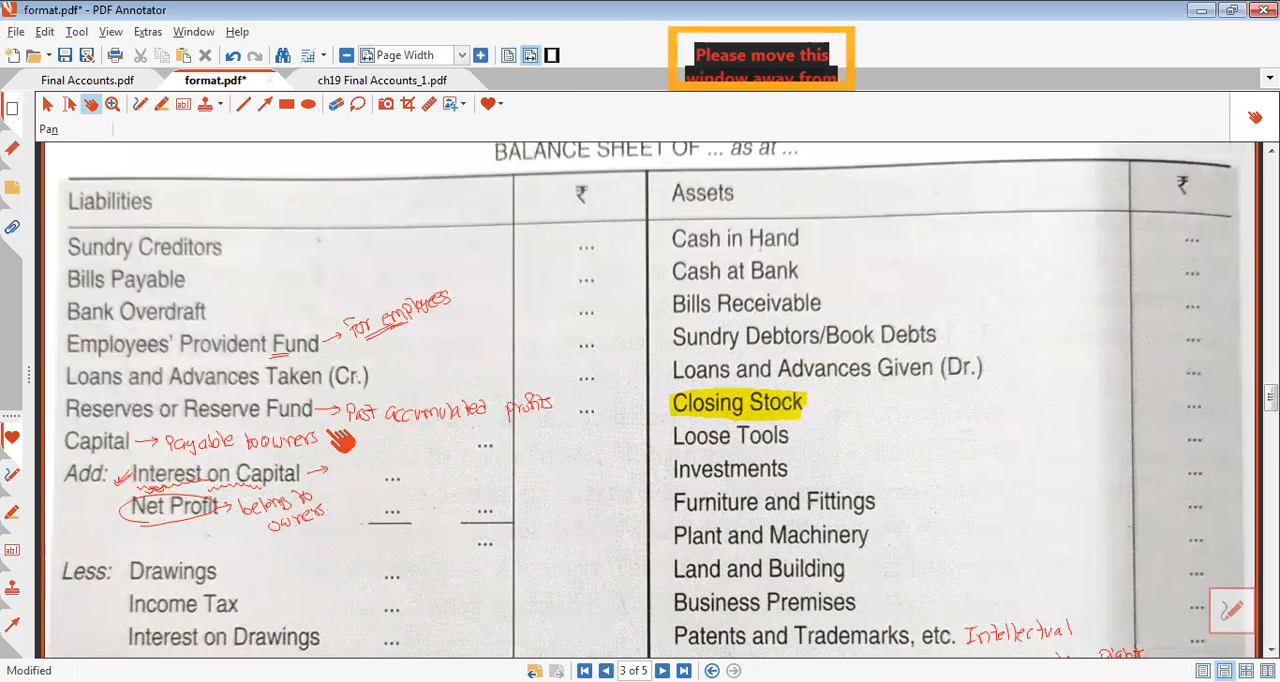 format.pdf* - PDF Annotator
File Edit Tool View Extras Window Help
Page Width
Please move this
window away from
Final Accounts.pdf
format.pdf*
ch19 Final Accounts_1.pdf
Pan
BALANCE SHEET OF ... as at ...
Liabilities ₹ Assets ₹
Sundry Creditors ... Cash in Hand ...
Bills Payable ... Cash at Bank ...
Bank Overdraft ... Bills Receivable ...
Employees' Provident Fund → For employees ... Sundry Debtors/Book Debts ...
Loans and Advances Taken (Cr.) ... Loans and Advances Given (Dr.) ...
Reserves or Reserve Fund → Past accumulated profits ... Closing Stock ...
Capital → Payable to owners ... Loose Tools ...
Add: Interest on Capital → ... Investments ...
Net Profit → belongs to owners ... ... Furniture and Fittings ...
... Plant and Machinery ...
Less: Drawings ... Land and Building ...
Income Tax ... Business Premises ...
Interest on Drawings ... Patents and Trademarks, etc. Intellectual ...
Right
Modified
3 of 5